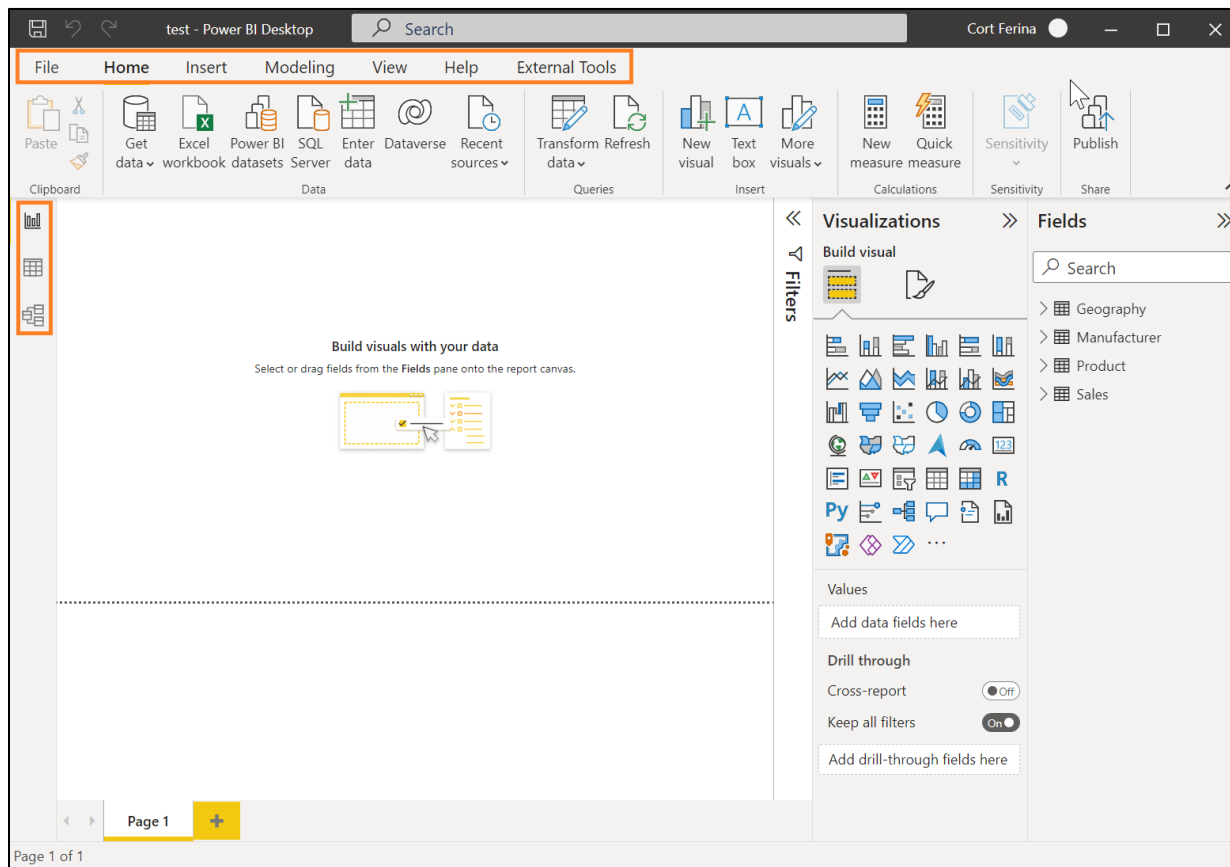 test - Power BI Desktop
Search
Cort Ferina
File Home Insert Modeling View Help External Tools
Paste
Get data
Excel workbook
Power BI datasets
SQL Server
Enter data
Dataverse
Recent sources
Transform data
Refresh
New visual
Text box
More visuals
New measure
Quick measure
Sensitivity
Publish
Clipboard
Data
Queries
Insert
Calculations
Sensitivity
Share
Build visuals with your data
Select or drag fields from the Fields pane onto the report canvas.
Filters
Visualizations
Build visual
123
R
Py
Values
Add data fields here
Drill through
Cross-report
Off
Keep all filters
On
Add drill-through fields here
Fields
Search
Geography
Manufacturer
Product
Sales
Page 1
Page 1 of 1